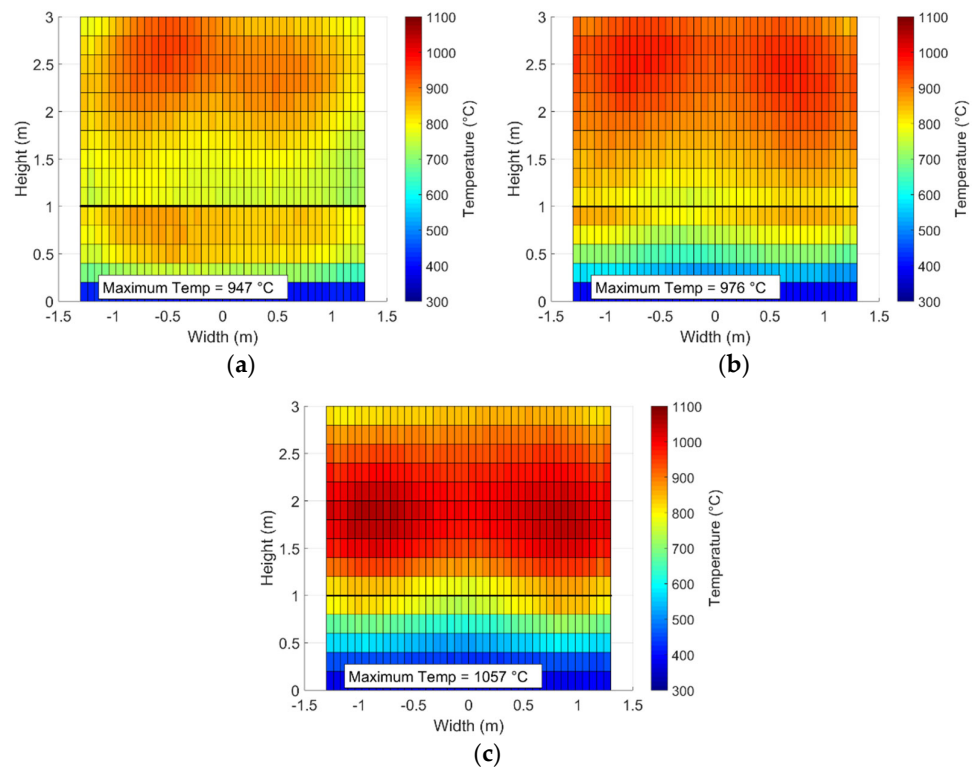 3
2.5
2
1.5
1
0.5
0
Height (m)
-1.5 -1 -0.5 0 0.5 1 1.5
Width (m)
Maximum Temp = 947 °C
1100
1000
900
800
700
600
500
400
300
Temperature (°C)
(a)
3
2.5
2
1.5
1
0.5
0
Height (m)
-1.5 -1 -0.5 0 0.5 1 1.5
Width (m)
Maximum Temp = 976 °C
1100
1000
900
800
700
600
500
400
300
Temperature (°C)
(b)
3
2.5
2
1.5
1
0.5
0
Height (m)
-1.5 -1 -0.5 0 0.5 1 1.5
Width (m)
Maximum Temp = 1057 °C
1100
1000
900
800
700
600
500
400
300
Temperature (°C)
(c)